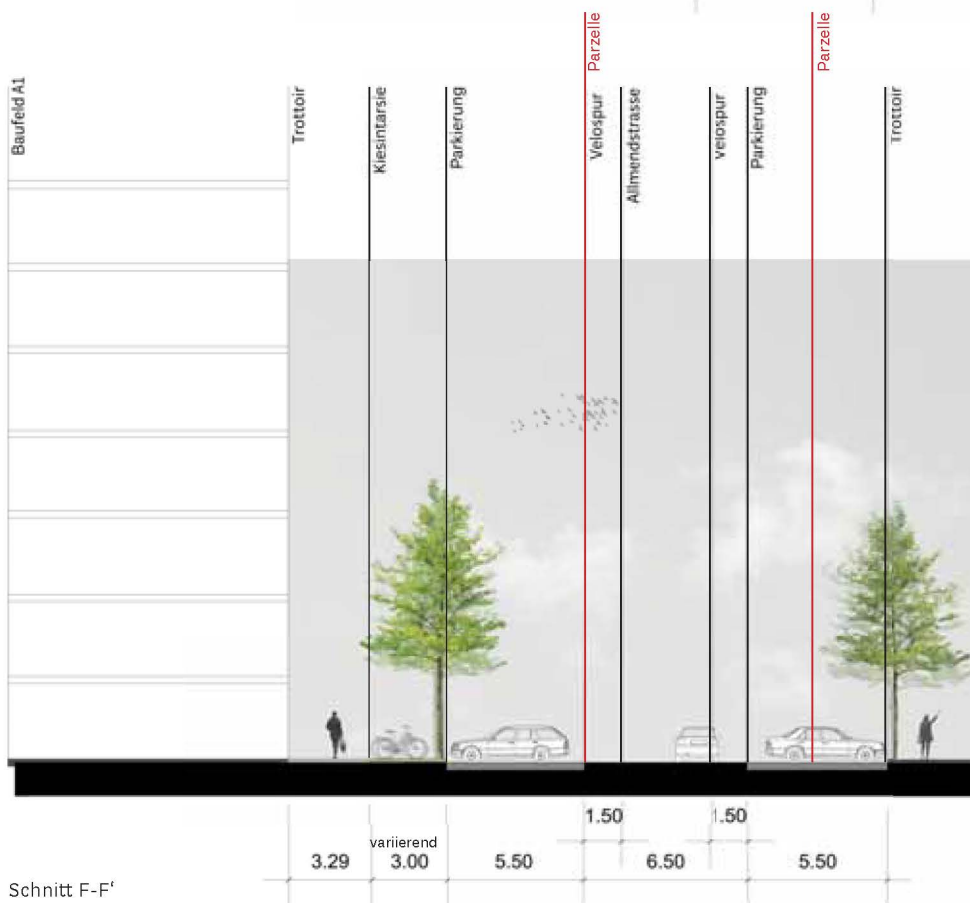 Parzelle
Parzelle
Baufeld A1
Trottoir
Kiesintarsie
Parkierung
Velospur
Allmendstrasse
Velospur
Parkierung
Trottoir
1.50
1.50
variierend
3.29
3.00
5.50
6.50
5.50
Schnitt F-F‘